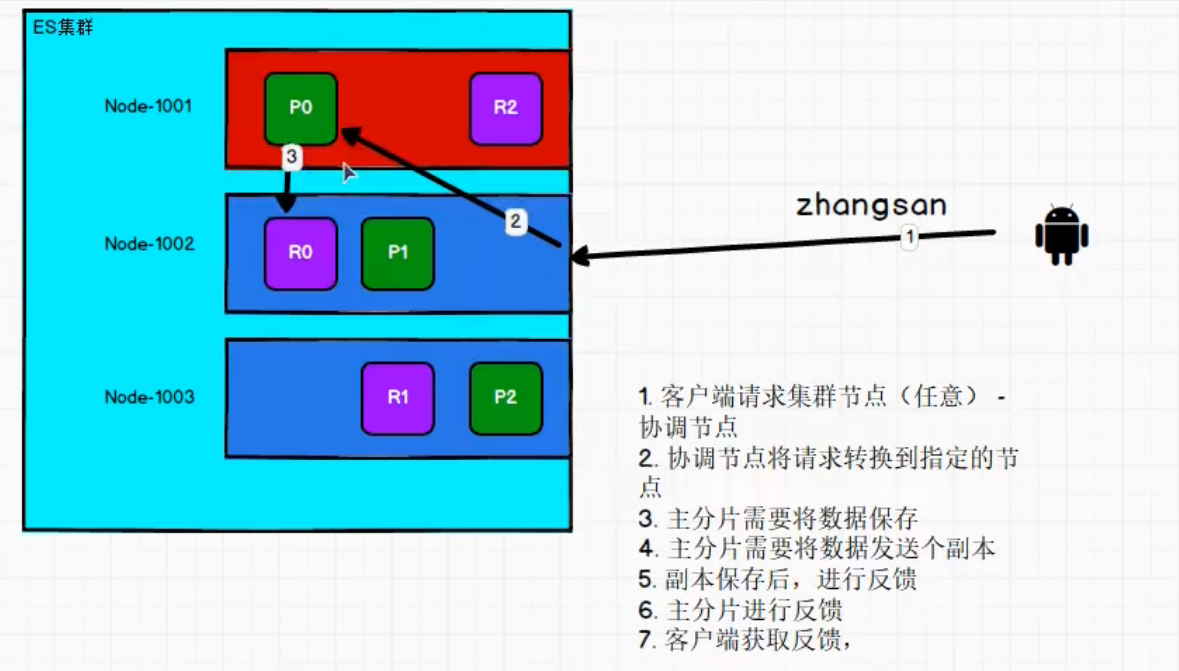 ES集群
Node-1001
P0
R2
3
2
Node-1002
R0
P1
zhangsan
1
Node-1003
R1
P2
1. 客户端请求集群节点（任意） -
协调节点
2. 协调节点将请求转换到指定的节
点
3. 主分片需要将数据保存
4. 主分片需要将数据发送个副本
5. 副本保存后，进行反馈
6. 主分片进行反馈
7. 客户端获取反馈，